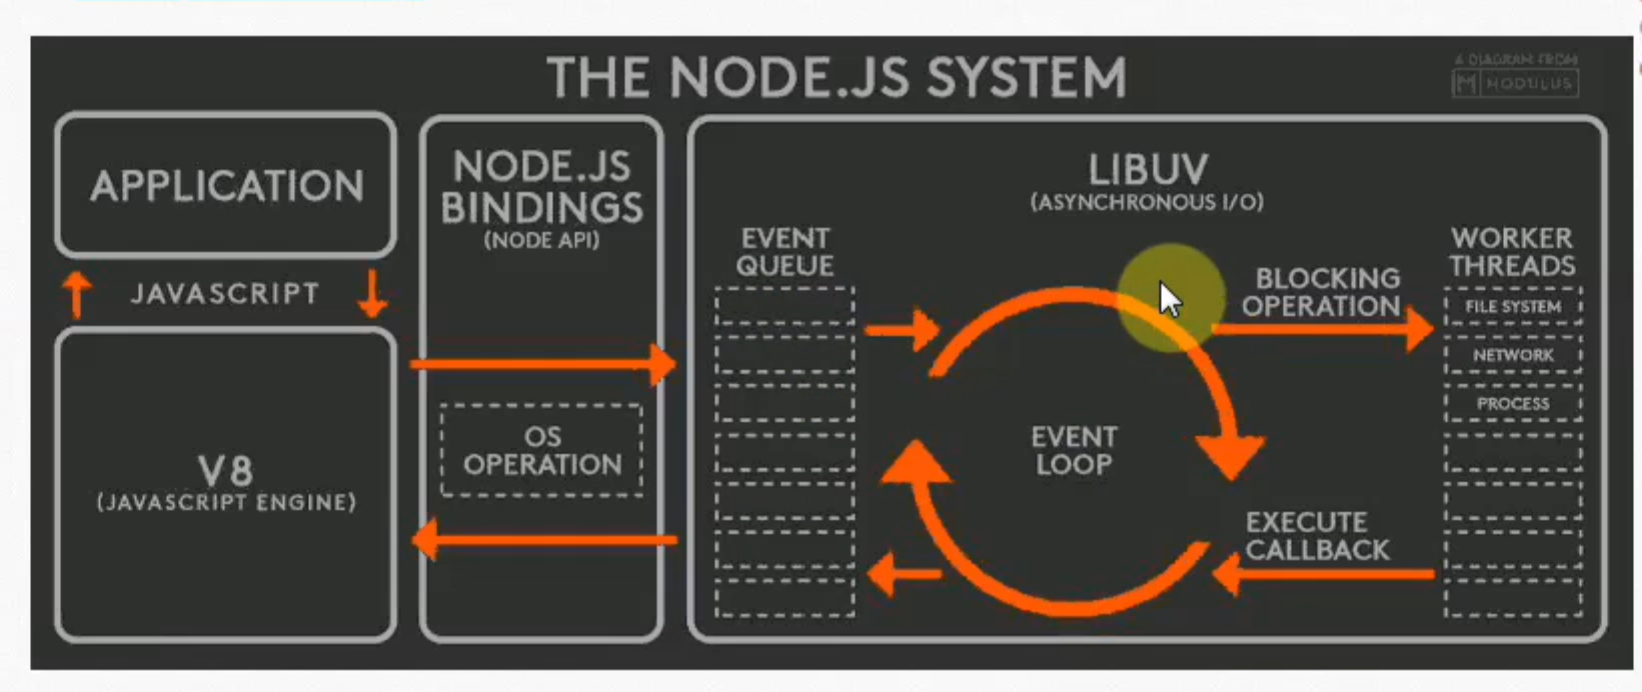 THE NODE.JS SYSTEM
A DIAGRAM FROM
M MODULUS
APPLICATION
JAVASCRIPT
V8
(JAVASCRIPT ENGINE)
NODE.JS
BINDINGS
(NODE API)
OS
OPERATION
LIBUV
(ASYNCHRONOUS I/O)
EVENT
QUEUE
EVENT
LOOP
BLOCKING
OPERATION
EXECUTE
CALLBACK
WORKER
THREADS
FILE SYSTEM
NETWORK
PROCESS